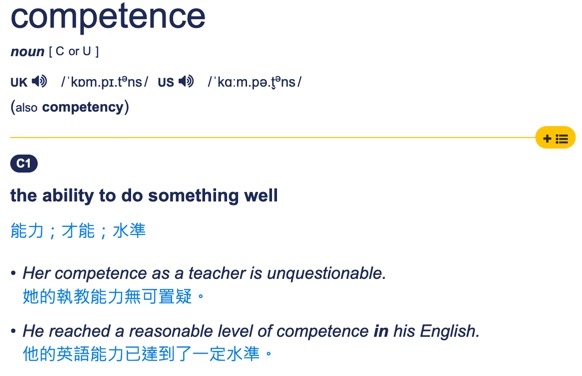 competence
noun [ C or U ]
UK /ˈkɒm.pɪ.tᵊns/ US /ˈkɑːm.pə.t̬ᵊns/
(also competency)
C1
the ability to do something well
能力；才能；水準
• Her competence as a teacher is unquestionable.
她的執教能力無可置疑。
• He reached a reasonable level of competence in his English.
他的英語能力已達到了一定水準。